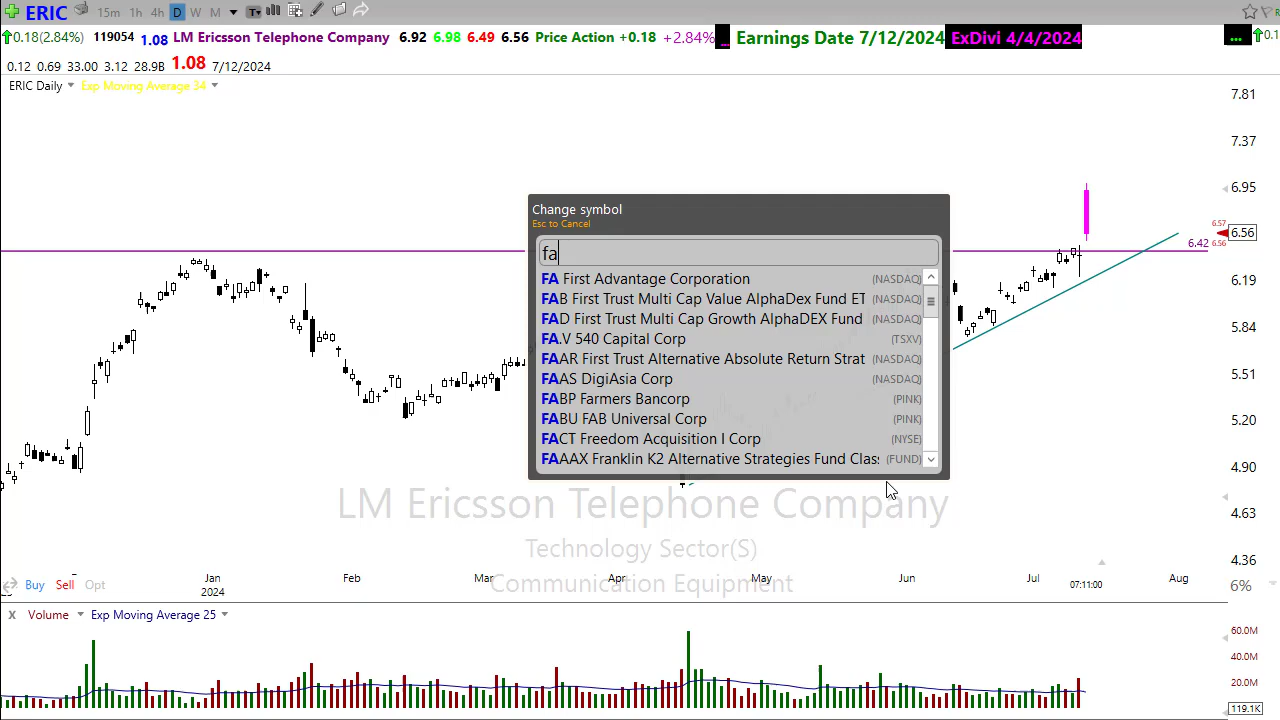 ERIC 15m 1h 4h D W M T
0.18(2.84%) 119054 1.08 LM Ericsson Telephone Company 6.92 6.98 6.49 6.56 Price Action +0.18 +2.84% ... Earnings Date 7/12/2024 ExDivi 4/4/2024 ... 0.1
0.12 0.69 33.00 3.12 28.9B 1.08 7/12/2024
ERIC Daily Exp Moving Average 34
7.81
7.37
6.95
6.57
6.56
6.42 6.56
6.19
5.84
5.51
5.20
4.90
4.63
4.36
Change symbol
Esc to Cancel
fa
FA First Advantage Corporation (NASDAQ)
FAB First Trust Multi Cap Value AlphaDex Fund ET (NASDAQ)
FAD First Trust Multi Cap Growth AlphaDEX Fund (NASDAQ)
FA.V 540 Capital Corp (TSXV)
FAAR First Trust Alternative Absolute Return Strat (NASDAQ)
FAAS DigiAsia Corp (NASDAQ)
FABP Farmers Bancorp (PINK)
FABU FAB Universal Corp (PINK)
FACT Freedom Acquisition I Corp (NYSE)
FAAAX Franklin K2 Alternative Strategies Fund Clas (FUND)
LM Ericsson Telephone Company
Technology Sector(S)
Communication Equipment
Buy Sell Opt
Jan Feb Mar Apr May Jun Jul Aug
2024 07:11:00 6%
X Volume Exp Moving Average 25
60.0M
40.0M
20.0M
119.1K